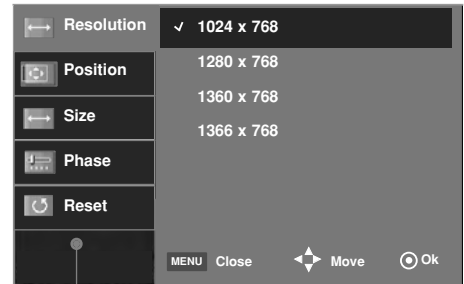 Resolution
Position
Size
Phase
Reset
✓ 1024 x 768
1280 x 768
1360 x 768
1366 x 768
MENU Close Move Ok